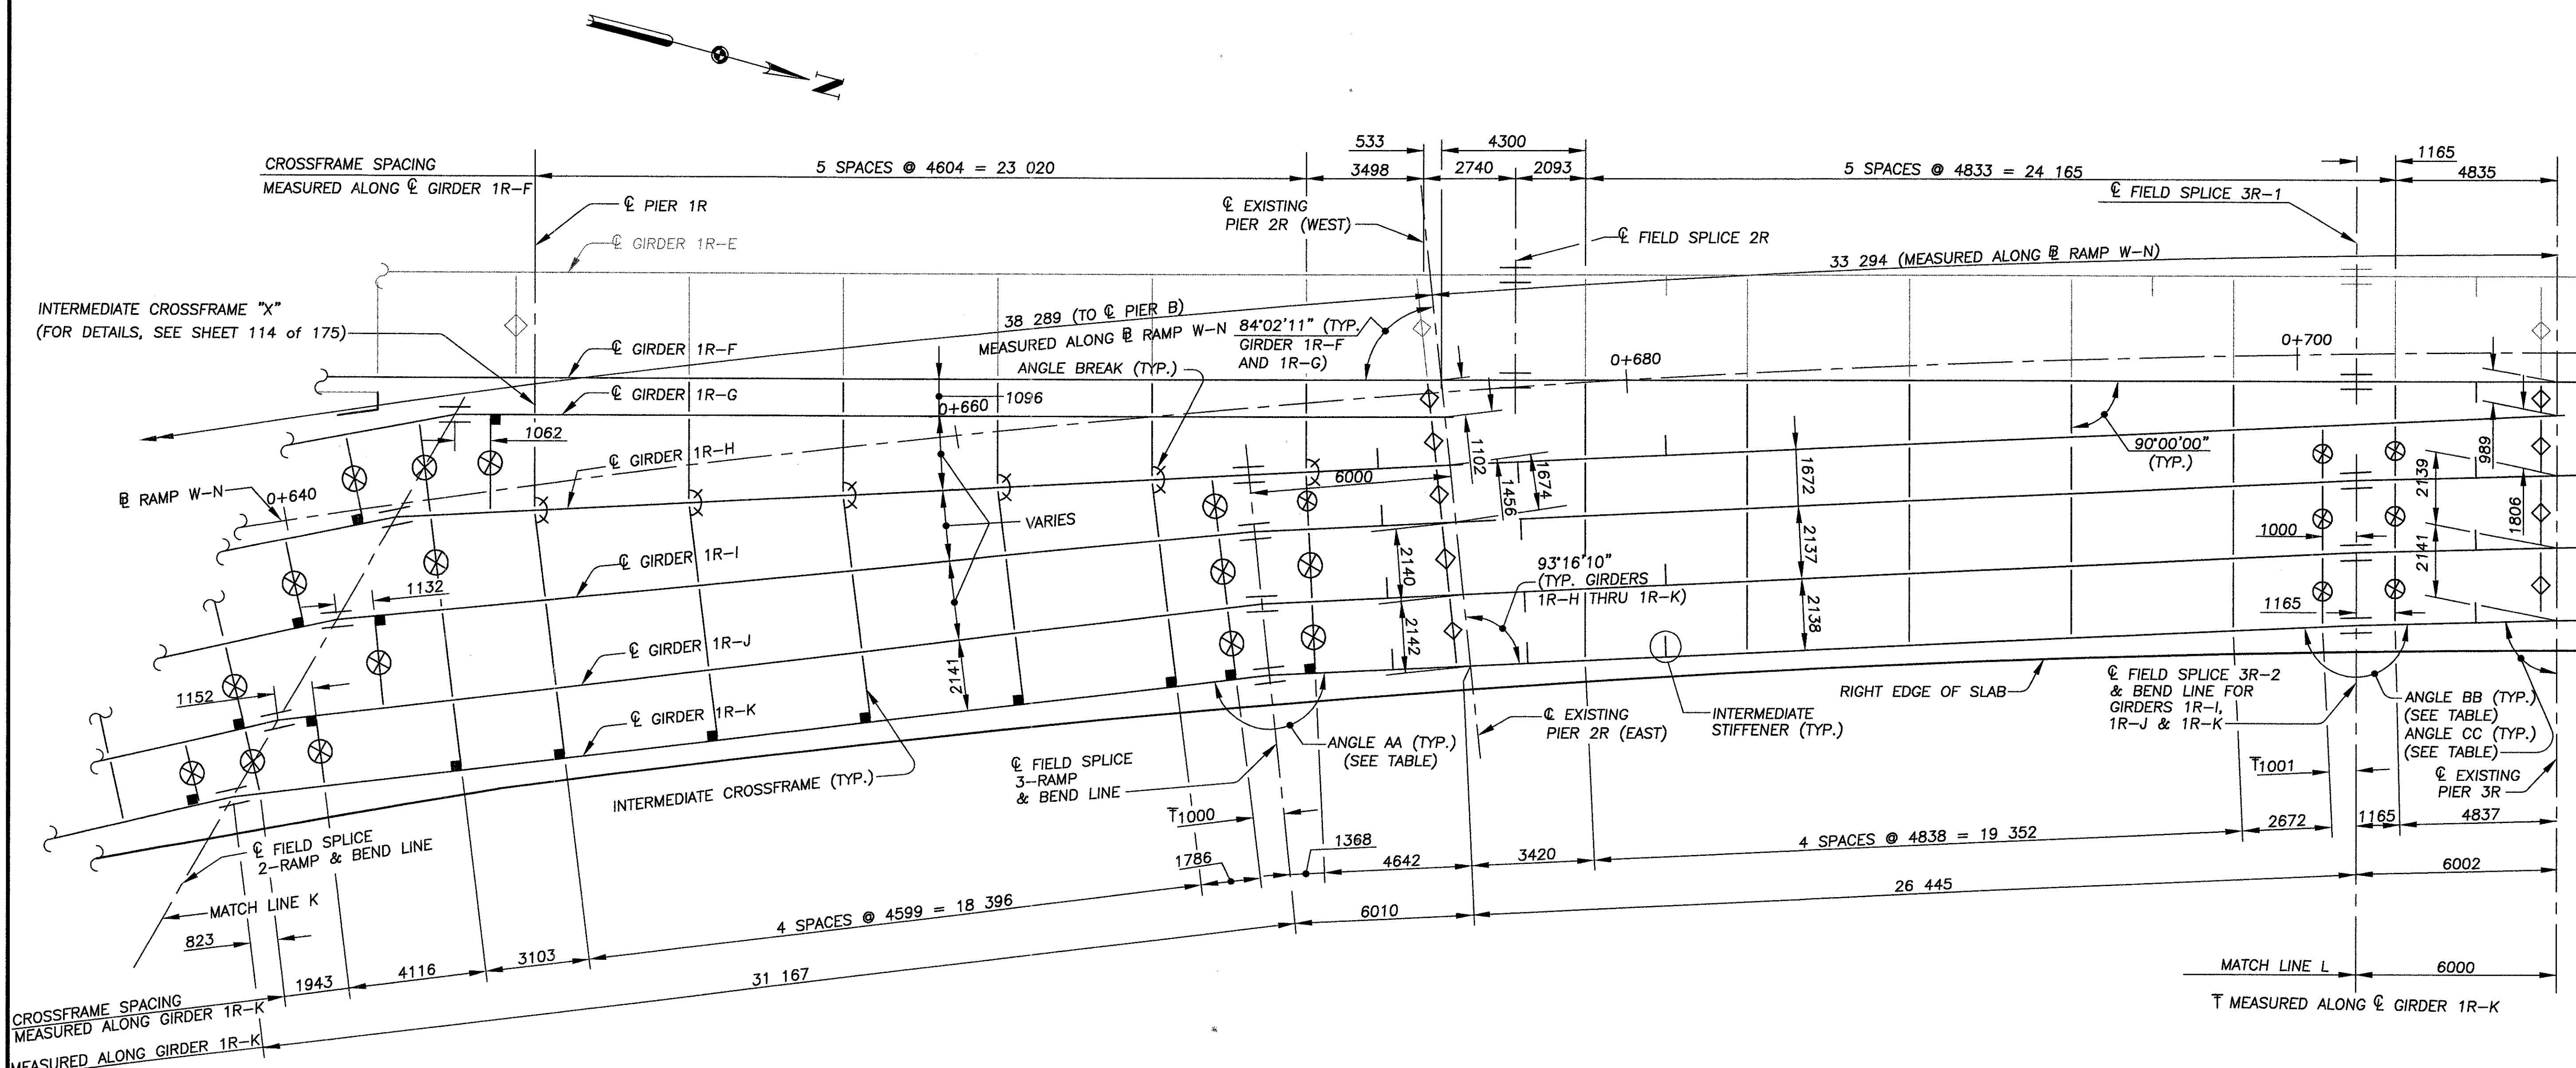 N
533
4300
1165
CROSSFRAME SPACING
MEASURED ALONG ℄ GIRDER 1R-F
5 SPACES @ 4604 = 23 020
3498
2740
2093
5 SPACES @ 4833 = 24 165
4835
℄ PIER 1R
℄ GIRDER 1R-E
℄ EXISTING
PIER 2R (WEST)
℄ FIELD SPLICE 2R
℄ FIELD SPLICE 3R-1
33 294 (MEASURED ALONG ⅊ RAMP W-N)
INTERMEDIATE CROSSFRAME "X"
(FOR DETAILS, SEE SHEET 114 of 175)
38 289 (TO ℄ PIER B)
MEASURED ALONG ⅊ RAMP W-N
84°02'11" (TYP.
GIRDER 1R-F
AND 1R-G)
℄ GIRDER 1R-F
ANGLE BREAK (TYP.)
0+680
0+700
℄ GIRDER 1R-G
1096
0+660
1062
℄ GIRDER 1R-H
6000
1102
1456
1674
1672
90°00'00"
(TYP.)
989
2139
1806
⅊ RAMP W-N
0+640
VARIES
2137
1000
2141
℄ GIRDER 1R-I
2140
93°16'10"
(TYP. GIRDERS
1R-H THRU 1R-K)
1132
2138
1165
℄ GIRDER 1R-J
2141
2142
1152
℄ GIRDER 1R-K
RIGHT EDGE OF SLAB
℄ FIELD SPLICE 3R-2
& BEND LINE FOR
GIRDERS 1R-I,
1R-J & 1R-K
ANGLE BB (TYP.)
(SEE TABLE)
ANGLE CC (TYP.)
(SEE TABLE)
℄ EXISTING
PIER 2R (EAST)
INTERMEDIATE
STIFFENER (TYP.)
ANGLE AA (TYP.)
(SEE TABLE)
℄ FIELD SPLICE
3-RAMP
& BEND LINE
INTERMEDIATE CROSSFRAME (TYP.)
₸1001
℄ EXISTING
PIER 3R
₸1000
℄ FIELD SPLICE
2-RAMP & BEND LINE
1786
1368
4642
3420
4 SPACES @ 4838 = 19 352
2672
1165
4837
MATCH LINE K
823
4 SPACES @ 4599 = 18 396
6010
26 445
6002
1943
4116
3103
31 167
MATCH LINE L
6000
CROSSFRAME SPACING
MEASURED ALONG GIRDER 1R-K
MEASURED ALONG GIRDER 1R-K
₸ MEASURED ALONG ℄ GIRDER 1R-K